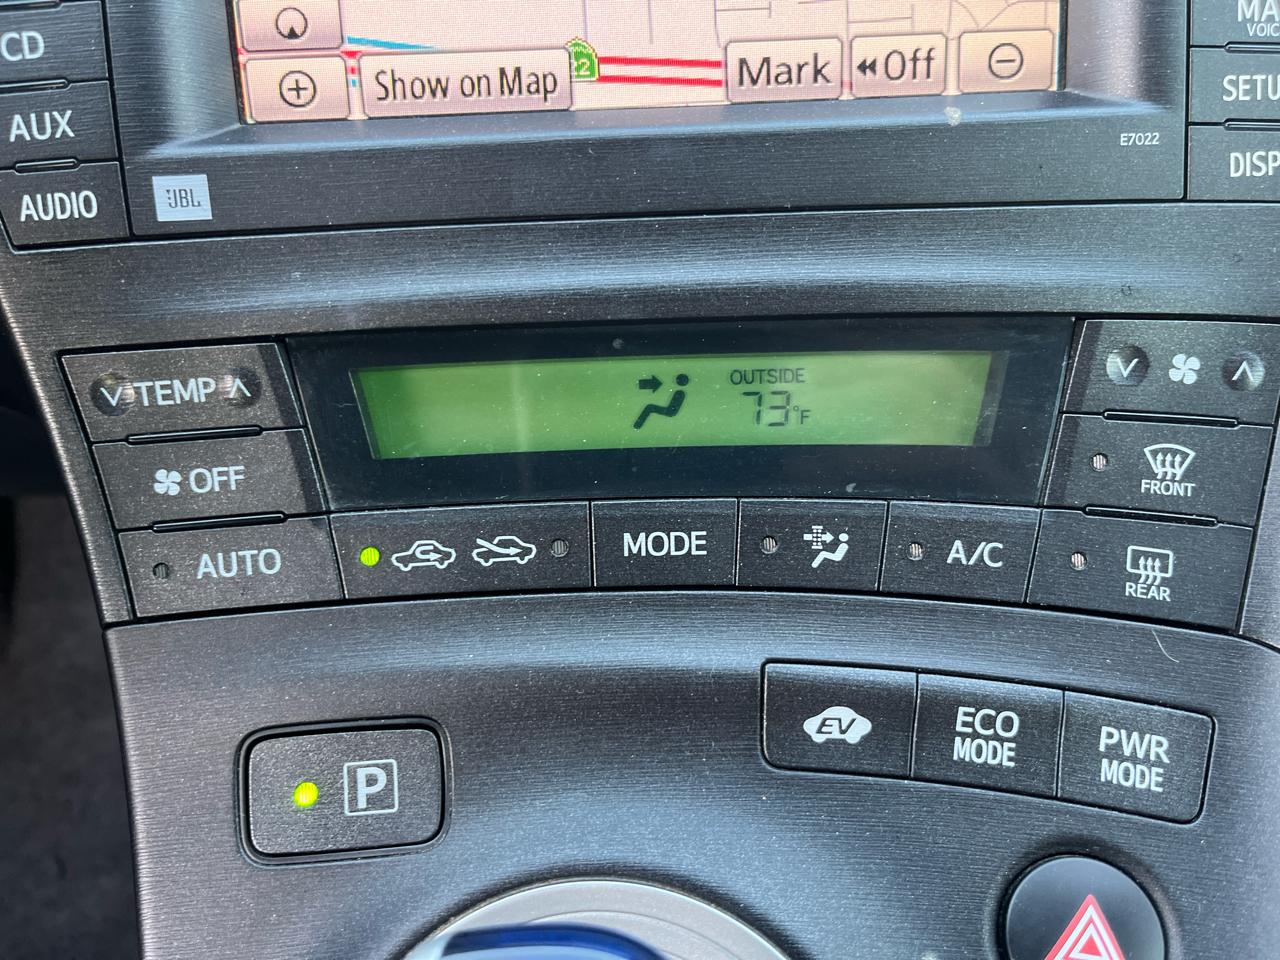 CD
AUX
AUDIO
Show on Map
2
Mark
Off
SETU
DISP
E7022
JBL
TEMP
OFF
AUTO
OUTSIDE
73°F
MODE
A/C
FRONT
REAR
P
EV
ECO
MODE
PWR
MODE